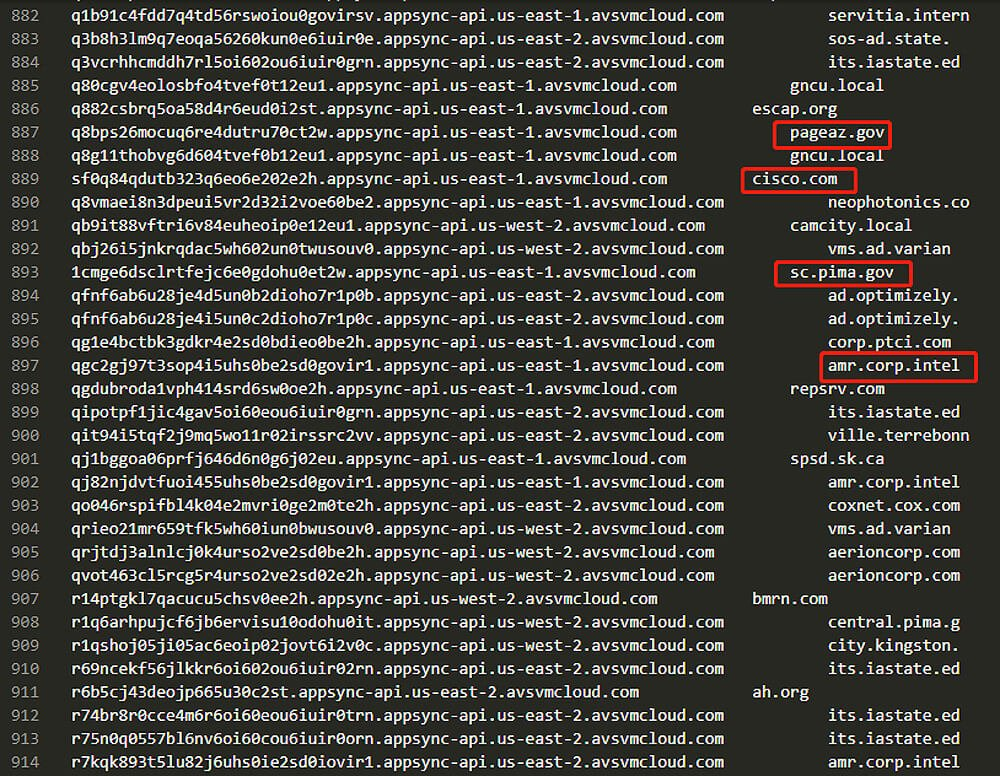 882 q1b91c4fdd7q4td56rswoiou0govirsv.appsync-api.us-east-1.avsvmcloud.com servitia.intern
883 q3b8h3lm9q7eoqa56260kun0e6iuir0e.appsync-api.us-east-2.avsvmcloud.com sos-ad.state.
884 q3vcrhhcmddh7rl5oi602ou6iuir0grn.appsync-api.us-east-2.avsvmcloud.com its.iastate.ed
885 q80cgv4eolosbfo4tvef0t12eu1.appsync-api.us-east-1.avsvmcloud.com gncu.local
886 q882csbrq5oa58d4r6eud0i2st.appsync-api.us-east-1.avsvmcloud.com escap.org
887 q8bps26mocuq6re4dutru70ct2w.appsync-api.us-east-1.avsvmcloud.com pageaz.gov
888 q8g11thobvg6d604tvef0b12eu1.appsync-api.us-east-1.avsvmcloud.com gncu.local
889 sf0q84qdutb323q6eo6e202e2h.appsync-api.us-east-1.avsvmcloud.com cisco.com
890 q8vmaei8n3dpeui5vr2d32i2voe60be2.appsync-api.us-east-1.avsvmcloud.com neophotonics.co
891 qb9it88vftri6v84euheoip0e12eu1.appsync-api.us-west-2.avsvmcloud.com camcity.local
892 qbj26i5jnkrqdac5wh602un0twusouv0.appsync-api.us-west-2.avsvmcloud.com vms.ad.varian
893 1cmge6dsclrtfejc6e0gdohu0et2w.appsync-api.us-east-1.avsvmcloud.com sc.pima.gov
894 qfnf6ab6u28je4d5un0b2dioho7r1p0b.appsync-api.us-east-2.avsvmcloud.com ad.optimizely.
895 qfnf6ab6u28je4i5un0c2dioho7r1p0c.appsync-api.us-east-2.avsvmcloud.com ad.optimizely.
896 qg1e4bctbk3gdkr4e2sd0bdieo0be2h.appsync-api.us-east-1.avsvmcloud.com corp.ptci.com
897 qgc2gj97t3sop4i5uhs0be2sd0govir1.appsync-api.us-east-1.avsvmcloud.com amr.corp.intel
898 qgdubroda1vph414srd6sw0oe2h.appsync-api.us-east-1.avsvmcloud.com repsrv.com
899 qipotpf1jic4gav5oi60eou6iuir0grn.appsync-api.us-east-2.avsvmcloud.com its.iastate.ed
900 qit94i5tqf2j9mq5wo11r02irssrc2vv.appsync-api.us-east-2.avsvmcloud.com ville.terrebonn
901 qj1bggoa06prfj646d6n0g6j02eu.appsync-api.us-east-1.avsvmcloud.com spsd.sk.ca
902 qj82njdvtfuoi455uhs0be2sd0govir1.appsync-api.us-east-2.avsvmcloud.com amr.corp.intel
903 qo046rspifbl4k04e2mvri0ge2m0te2h.appsync-api.us-east-2.avsvmcloud.com coxnet.cox.com
904 qrieo21mr659tfk5wh60iun0bwusouv0.appsync-api.us-west-2.avsvmcloud.com vms.ad.varian
905 qrjtdj3alnlcj0k4urso2ve2sd0be2h.appsync-api.us-west-2.avsvmcloud.com aerioncorp.com
906 qvot463cl5rcg5r4urso2ve2sd02e2h.appsync-api.us-west-2.avsvmcloud.com aerioncorp.com
907 r14ptgkl7qacucu5chsv0ee2h.appsync-api.us-west-2.avsvmcloud.com bmrn.com
908 r1q6arhpujcf6jb6ervisu10odohu0it.appsync-api.us-west-2.avsvmcloud.com central.pima.g
909 r1qshoj05ji05ac6eoip02jovt6i2v0c.appsync-api.us-west-2.avsvmcloud.com city.kingston.
910 r69ncekf56jlkkr6oi602ou6iuir02rn.appsync-api.us-east-2.avsvmcloud.com its.iastate.ed
911 r6b5cj43deojp665u30c2st.appsync-api.us-east-2.avsvmcloud.com ah.org
912 r74br8r0cce4m6r6oi60eou6iuir0trn.appsync-api.us-east-2.avsvmcloud.com its.iastate.ed
913 r75n0q0557bl6nv6oi60cou6iuir0orn.appsync-api.us-east-2.avsvmcloud.com its.iastate.ed
914 r7kqk893t5lu82j6uhs0ie2sd0iovir1.appsync-api.us-east-2.avsvmcloud.com amr.corp.intel